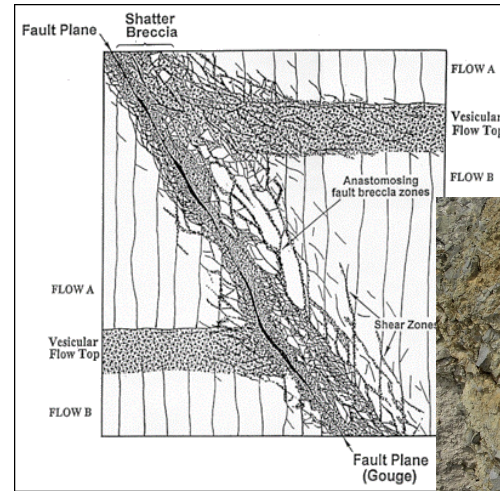 Shatter
Breccia
Fault Plane
FLOW A
Vesicular
Flow Top
FLOW B
Anastomosing
fault breccia zones
FLOW A
Shear Zones
Vesicular
Flow Top
FLOW B
Fault Plane
(Gouge)